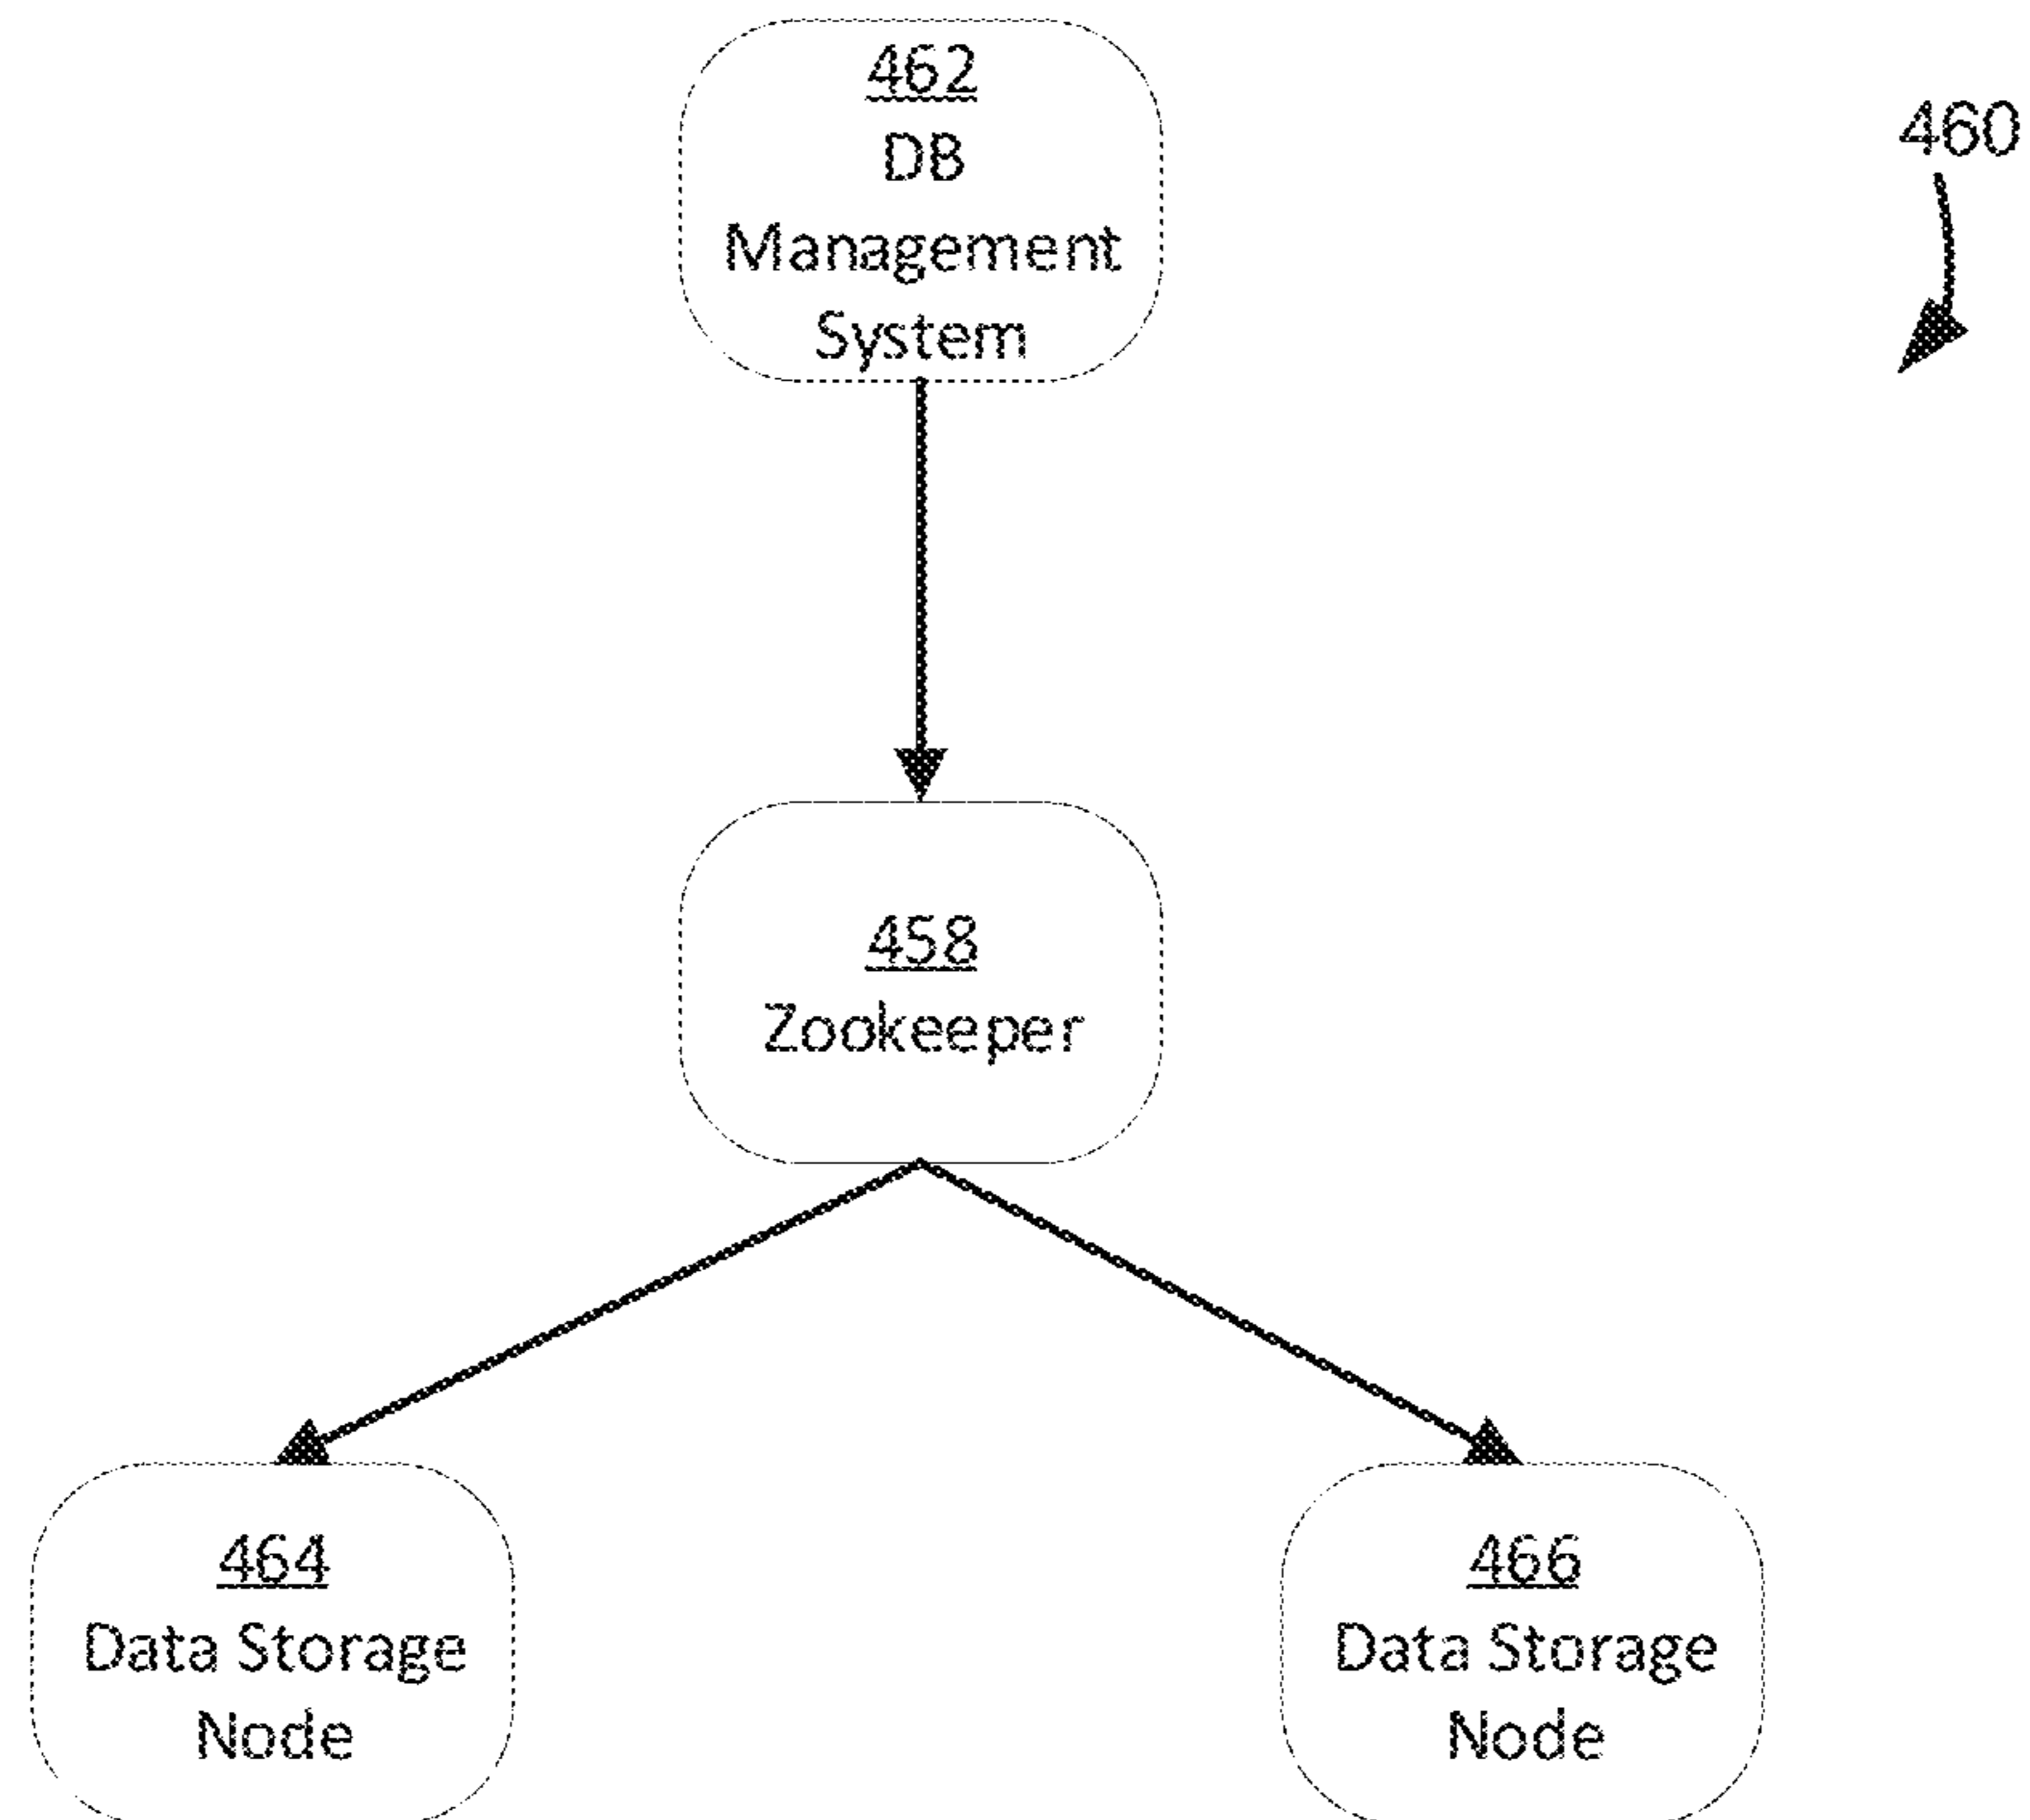 462
DB
Management
System
460
458
Zookeeper
464
Data Storage
Node
466
Data Storage
Node